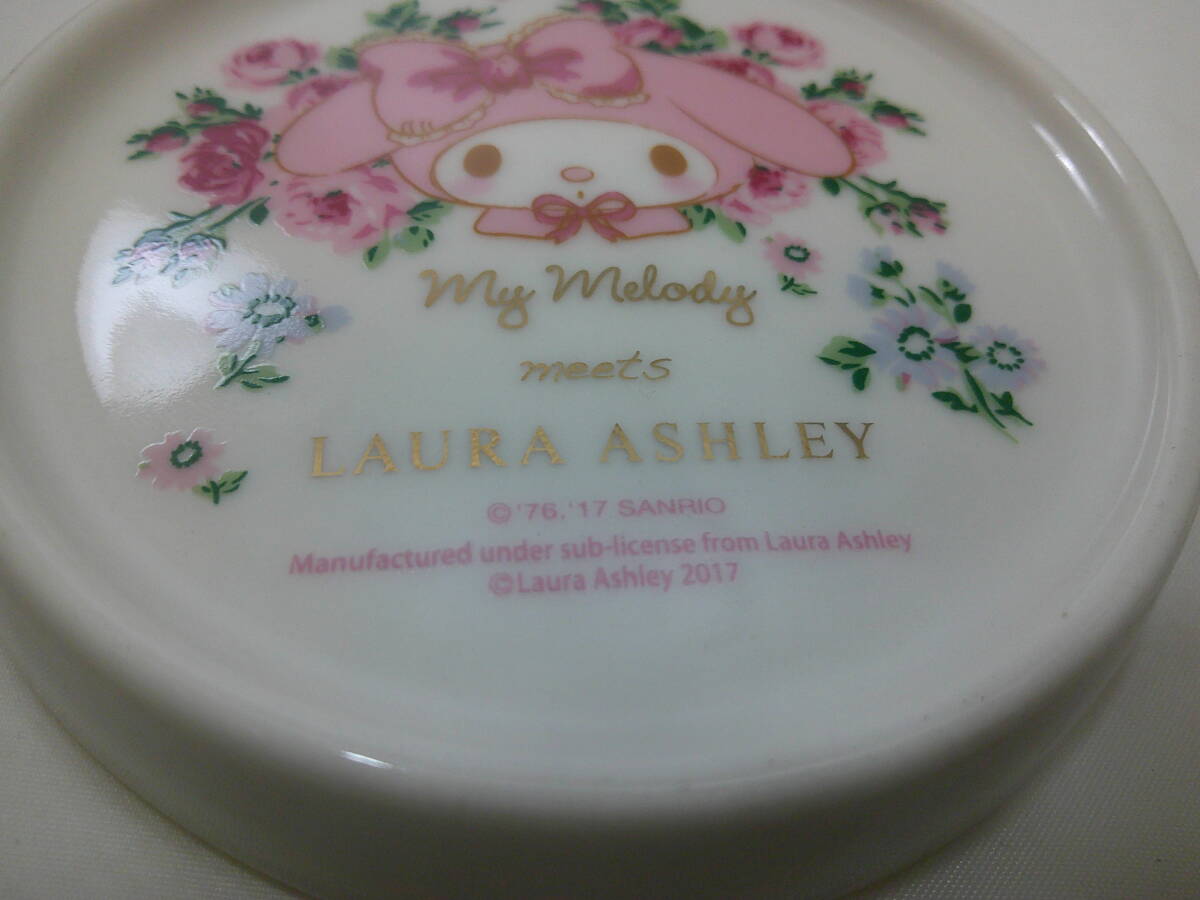 My Melody
meets
LAURA ASHLEY
© '76, '17 SANRIO
Manufactured under sub-license from Laura Ashley
©Laura Ashley 2017